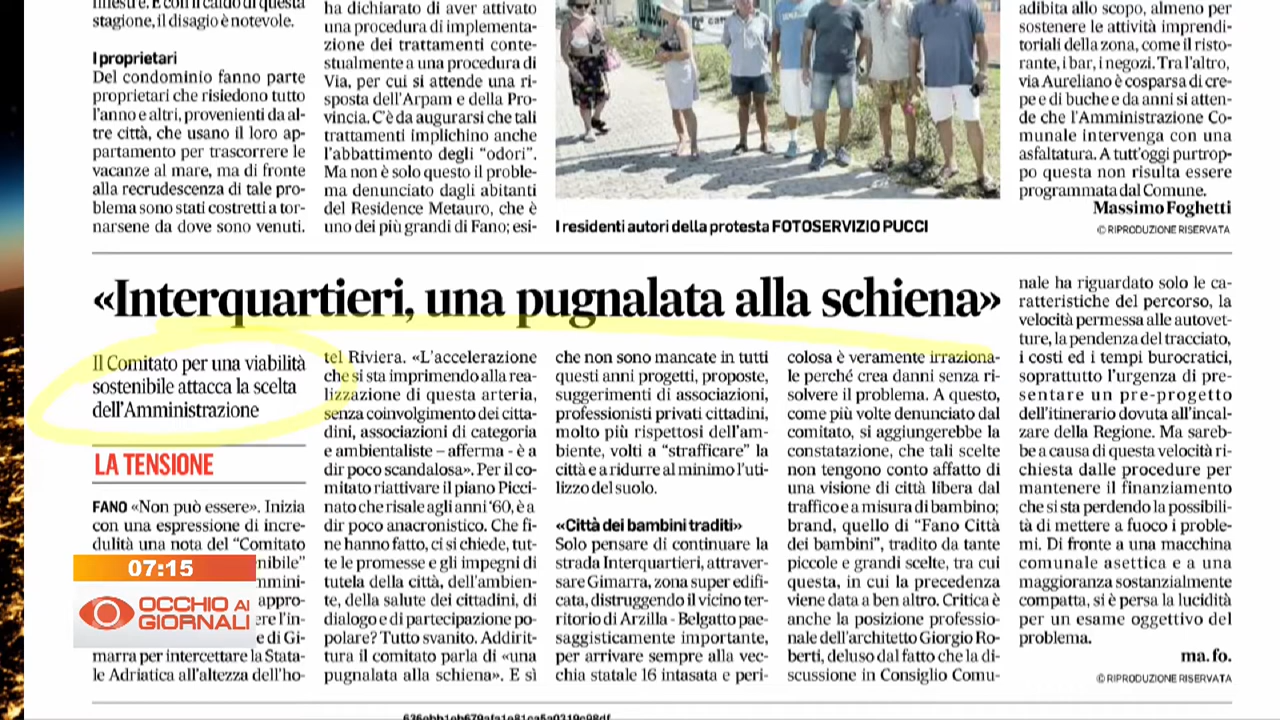 stagione, il disagio è notevole.
I proprietari
Del condominio fanno parte
proprietari che risiedono tutto
l'anno e altri, provenienti da al-
tre città, che usano il loro ap-
partamento per trascorrere le
vacanze al mare, ma di fronte
alla recrudescenza di tale pro-
blema sono stati costretti a tor-
narsene da dove sono venuti.
ha dichiarato di aver attivato
una procedura di implementa-
zione dei trattamenti conte-
stualmente a una procedura di
Via, per cui si attende una ri-
sposta dell'Arpam e della Pro-
vincia. C'è da augurarsi che tali
trattamenti implichino anche
l'abbattimento degli "odori".
Ma non è solo questo il proble-
ma denunciato dagli abitanti
del Residence Metauro, che è
uno dei più grandi di Fano; esi-
I residenti autori della protesta FOTOSERVIZIO PUCCI
adibita allo scopo, almeno per
sostenere le attività imprendi-
toriali della zona, come il risto-
rante, i bar, i negozi. Tra l'altro,
via Aureliano è cosparsa di cre-
pe e di buche e da anni si atten-
de che l'Amministrazione Co-
munale intervenga con una
asfaltatura. A tutt'oggi purtrop-
po questa non risulta essere
programmata dal Comune.
Massimo Foghetti
© RIPRODUZIONE RISERVATA
«Interquartieri, una pugnalata alla schiena»
Il Comitato per una viabilità
sostenibile attacca la scelta
dell'Amministrazione
LA TENSIONE
FANO «Non può essere». Inizia
con una espressione di incre-
dulità una nota del "Comitato
nibile"
mmini-
appro-
ere l'in-
e di Gi-
marra per intercettare la Stata-
le Adriatica all'altezza dell'ho-
07:15
OCCHIO AI
GIORNALI
tel Riviera. «L'accelerazione
che si sta imprimendo alla rea-
lizzazione di questa arteria,
senza coinvolgimento dei citta-
dini, associazioni di categoria
e ambientaliste – afferma - è a
dir poco scandalosa». Per il co-
mitato riattivare il piano Picci-
nato che risale agli anni '60, è a
dir poco anacronistico. Che fi-
ne hanno fatto, ci si chiede, tut-
te le promesse e gli impegni di
tutela della città, dell'ambien-
te, della salute dei cittadini, di
dialogo e di partecipazione po-
polare? Tutto svanito. Addirit-
tura il comitato parla di «una
pugnalata alla schiena». E sì
che non sono mancate in tutti
questi anni progetti, proposte,
suggerimenti di associazioni,
professionisti privati cittadini,
molto più rispettosi dell'am-
biente, volti a "strafficare" la
città e a ridurre al minimo l'uti-
lizzo del suolo.
«Città dei bambini traditi»
Solo pensare di continuare la
strada Interquartieri, attraver-
sare Gimarra, zona super edifi-
cata, distruggendo il vicino ter-
ritorio di Arzilla - Belgatto pae-
saggisticamente importante,
per arrivare sempre alla vec-
chia statale 16 intasata e peri-
colosa è veramente irraziona-
le perché crea danni senza ri-
solvere il problema. A questo,
come più volte denunciato dal
comitato, si aggiungerebbe la
constatazione, che tali scelte
non tengono conto affatto di
una visione di città libera dal
traffico e a misura di bambino;
brand, quello di "Fano Città
dei bambini", tradito da tante
piccole e grandi scelte, tra cui
questa, in cui la precedenza
viene data a ben altro. Critica è
anche la posizione professio-
nale dell'architetto Giorgio Ro-
berti, deluso dal fatto che la di-
scussione in Consiglio Comu-
nale ha riguardato solo le ca-
ratteristiche del percorso, la
velocità permessa alle autovet-
ture, la pendenza del tracciato,
i costi ed i tempi burocratici,
soprattutto l'urgenza di pre-
sentare un pre-progetto
dell'itinerario dovuta all'incal-
zare della Regione. Ma sareb-
be a causa di questa velocità ri-
chiesta dalle procedure per
mantenere il finanziamento
che si sta perdendo la possibili-
tà di mettere a fuoco i proble-
mi. Di fronte a una macchina
comunale asettica e a una
maggioranza sostanzialmente
compatta, si è persa la lucidità
per un esame oggettivo del
problema.
ma. fo.
© RIPRODUZIONE RISERVATA